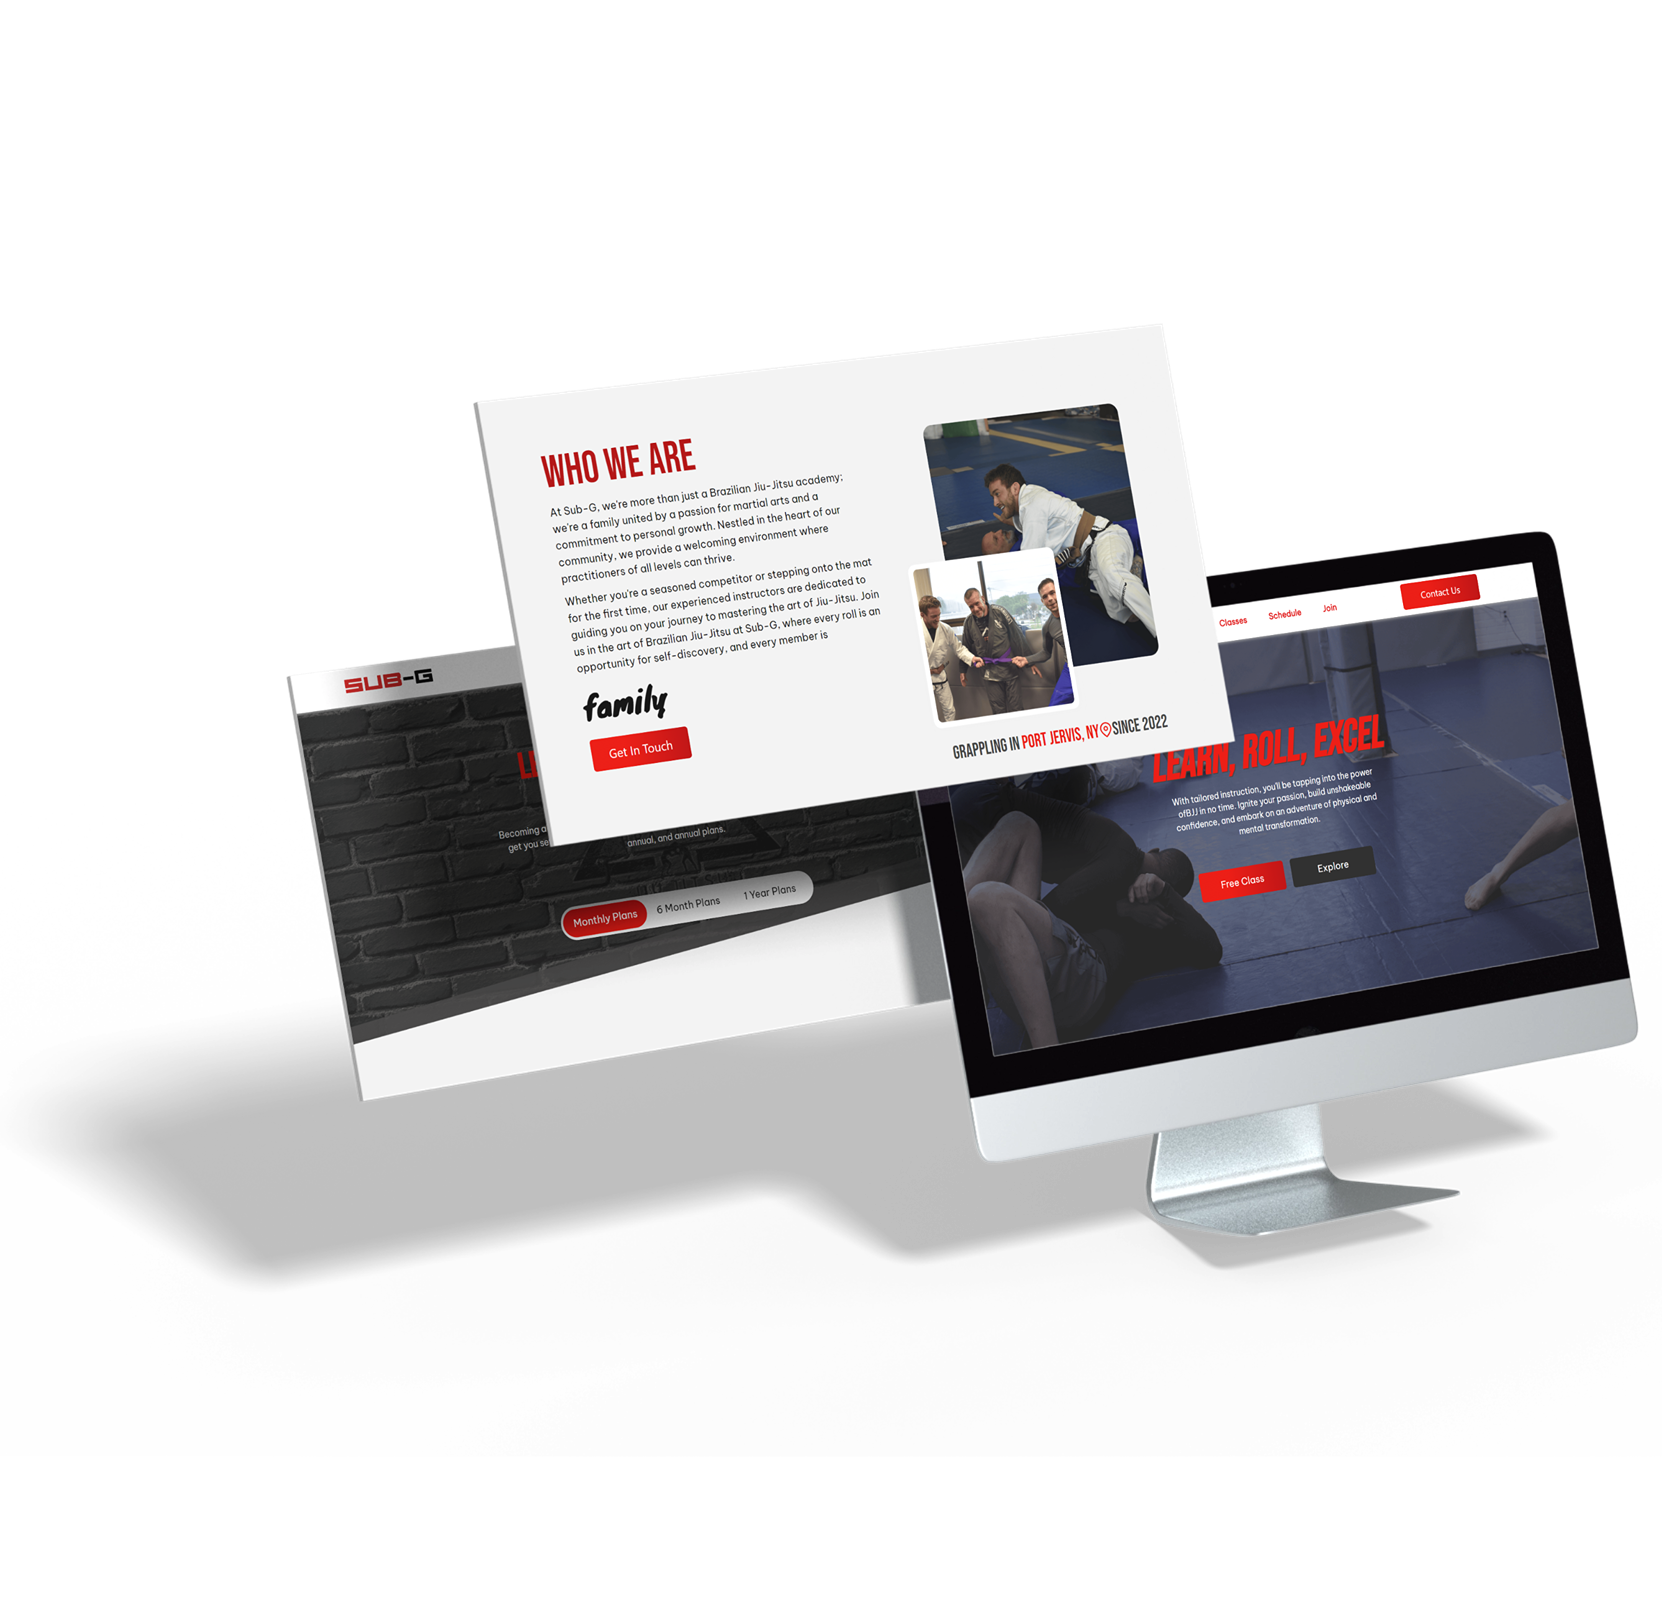 WHO WE ARE
At Sub-G, we're more than just a Brazilian Jiu-Jitsu academy;
we're a family united by a passion for martial arts and a
commitment to personal growth. Nestled in the heart of our
community, we provide a welcoming environment where
practitioners of all levels can thrive.
Whether you're a seasoned competitor or stepping onto the mat
for the first time, our experienced instructors are dedicated to
guiding you on your journey to mastering the art of Jiu-Jitsu. Join
us in the art of Brazilian Jiu-Jitsu at Sub-G, where every roll is an
opportunity for self-discovery, and every member is
family
Get In Touch
GRAPPLING IN PORT JERVIS, NY SINCE 2022
SUB-G
Becoming a
get you se
annual, and annual plans.
Monthly Plans
6 Month Plans
1 Year Plans
Classes
Schedule
Join
Contact Us
LEARN, ROLL, EXCEL
With tailored instruction, you'll be tapping into the power
ofBJJ in no time. Ignite your passion, build unshakeable
confidence, and embark on an adventure of physical and
mental transformation.
Free Class
Explore